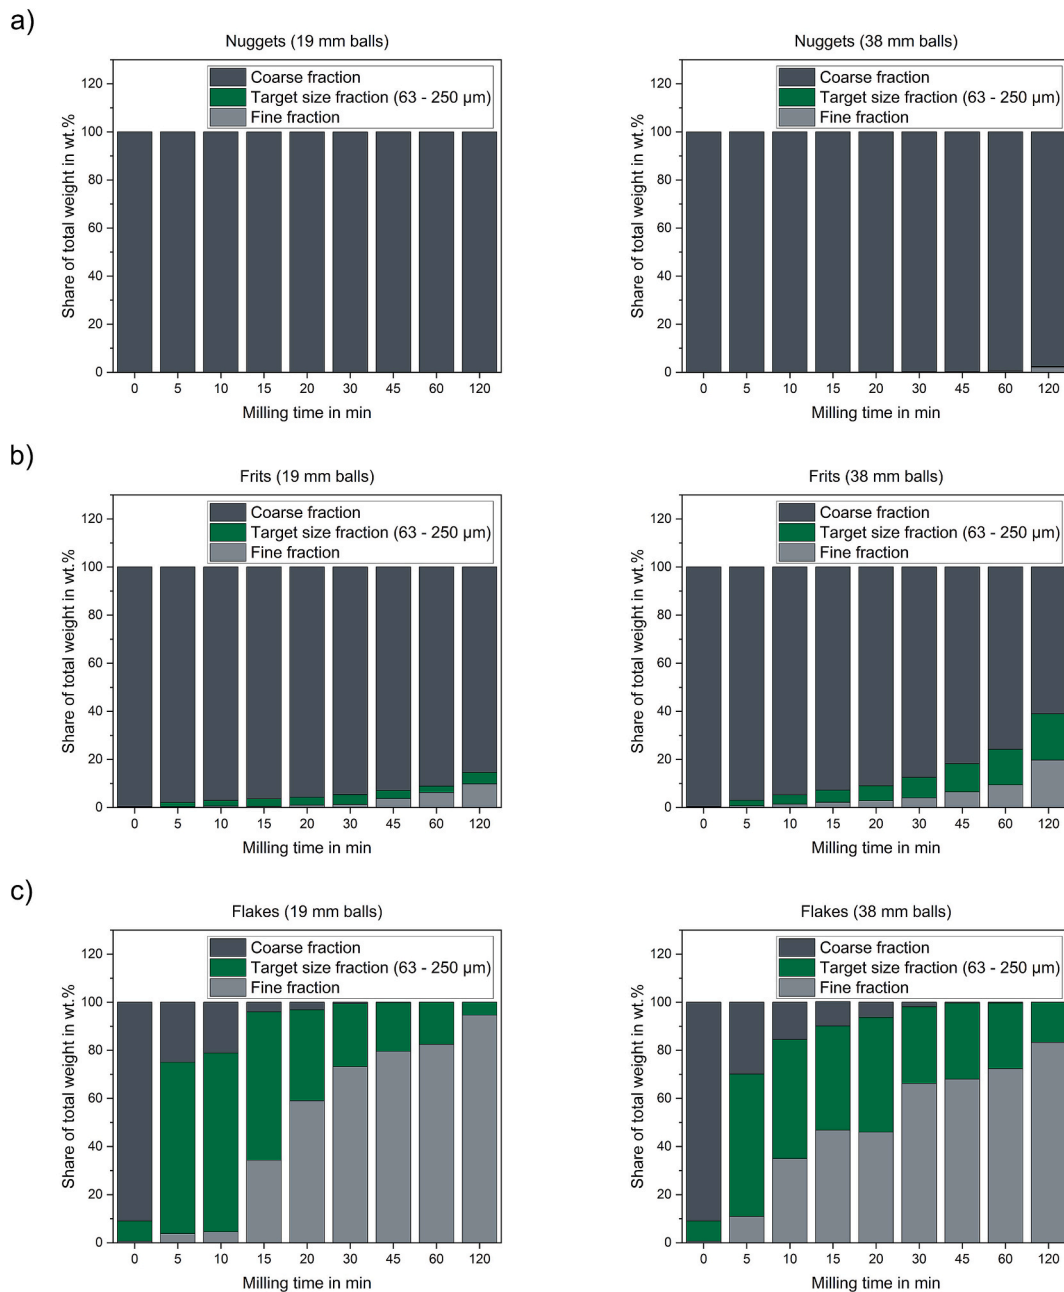 a)
Nuggets (19 mm balls)
Coarse fraction
Target size fraction (63 - 250 µm)
Fine fraction
Share of total weight in wt.%
120
100
80
60
40
20
0
0 5 10 15 20 30 45 60 120
Milling time in min
Nuggets (38 mm balls)
Coarse fraction
Target size fraction (63 - 250 µm)
Fine fraction
Share of total weight in wt.%
120
100
80
60
40
20
0
0 5 10 15 20 30 45 60 120
Milling time in min
b)
Frits (19 mm balls)
Coarse fraction
Target size fraction (63 - 250 µm)
Fine fraction
Share of total weight in wt.%
120
100
80
60
40
20
0
0 5 10 15 20 30 45 60 120
Milling time in min
Frits (38 mm balls)
Coarse fraction
Target size fraction (63 - 250 µm)
Fine fraction
Share of total weight in wt.%
120
100
80
60
40
20
0
0 5 10 15 20 30 45 60 120
Milling time in min
c)
Flakes (19 mm balls)
Coarse fraction
Target size fraction (63 - 250 µm)
Fine fraction
Share of total weight in wt.%
120
100
80
60
40
20
0
0 5 10 15 20 30 45 60 120
Milling time in min
Flakes (38 mm balls)
Coarse fraction
Target size fraction (63 - 250 µm)
Fine fraction
Share of total weight in wt.%
120
100
80
60
40
20
0
0 5 10 15 20 30 45 60 120
Milling time in min